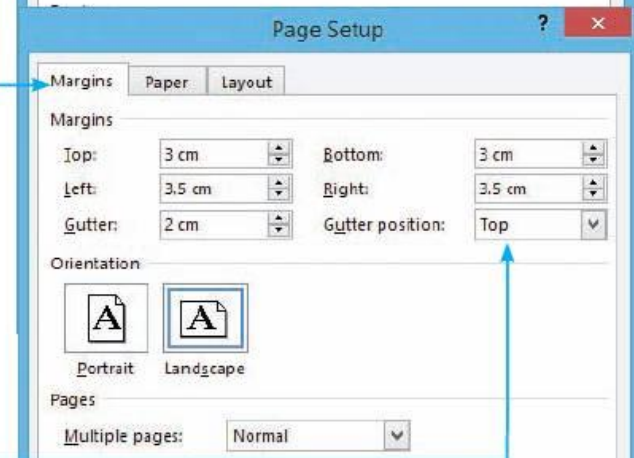 Page Setup ? ×
Margins Paper Layout
Margins
Top: 3 cm Bottom: 3 cm
Left: 3.5 cm Right: 3.5 cm
Gutter: 2 cm Gutter position: Top
Orientation
A A
Portrait Landscape
Pages
Multiple pages: Normal